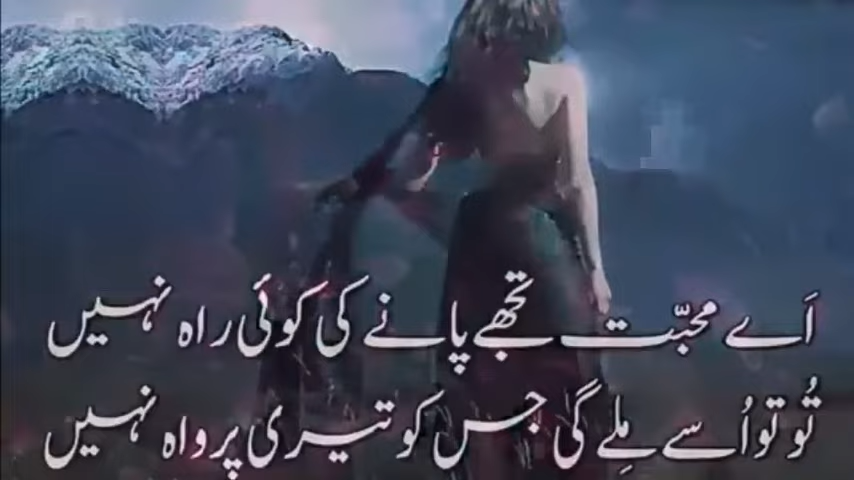 اَے محبّت تجھے پانے کی کوئی راہ نہیں
تُو تو اُسے مِلے گی جس کو تیری پرواہ نہیں